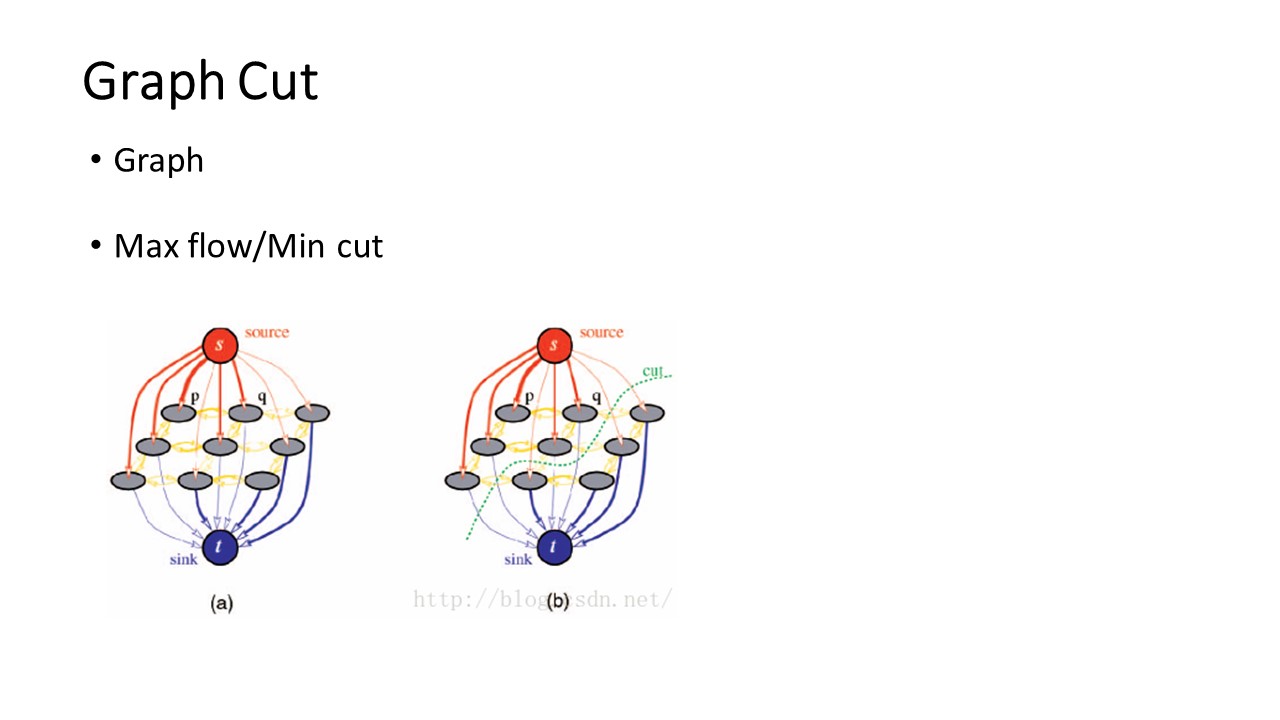 Graph Cut
• Graph
• Max flow/Min cut
s
source
p
q
t
sink
(a)
s
source
cut
p
q
t
sink
(b)
http://blog.csdn.net/